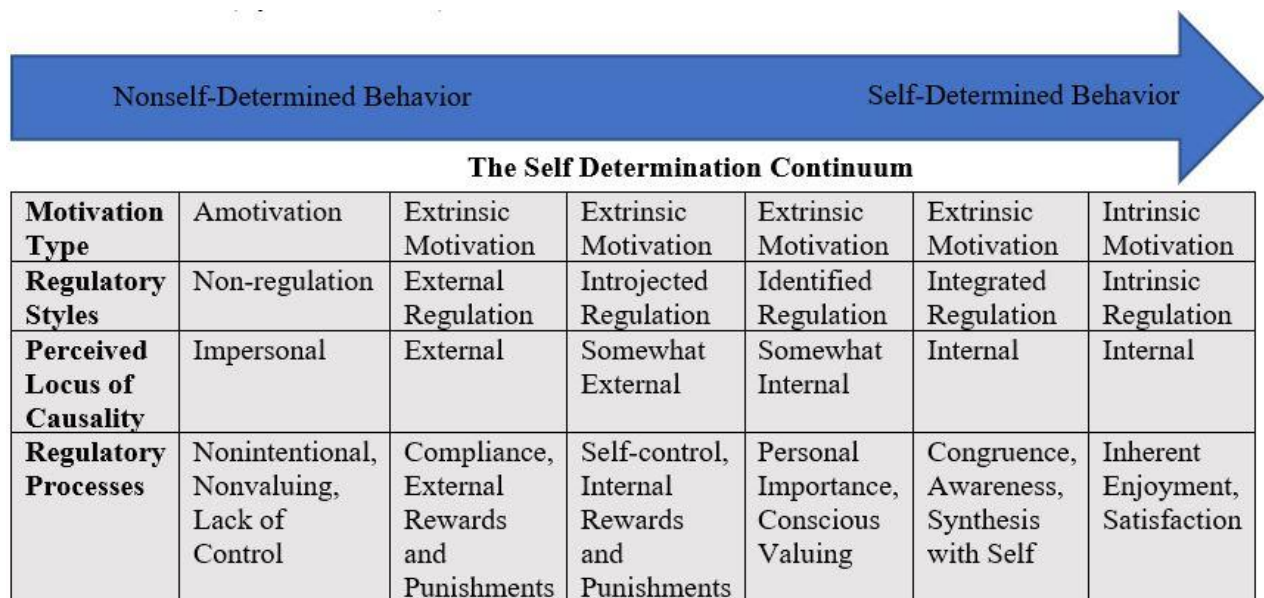 Nonself-Determined Behavior
Self-Determined Behavior
The Self Determination Continuum
Motivation Type
Amotivation
Extrinsic Motivation
Extrinsic Motivation
Extrinsic Motivation
Extrinsic Motivation
Intrinsic Motivation
Regulatory Styles
Non-regulation
External Regulation
Introjected Regulation
Identified Regulation
Integrated Regulation
Intrinsic Regulation
Perceived Locus of Causality
Impersonal
External
Somewhat External
Somewhat Internal
Internal
Internal
Regulatory Processes
Nonintentional, Nonvaluing, Lack of Control
Compliance, External Rewards and Punishments
Self-control, Internal Rewards and Punishments
Personal Importance, Conscious Valuing
Congruence, Awareness, Synthesis with Self
Inherent Enjoyment, Satisfaction